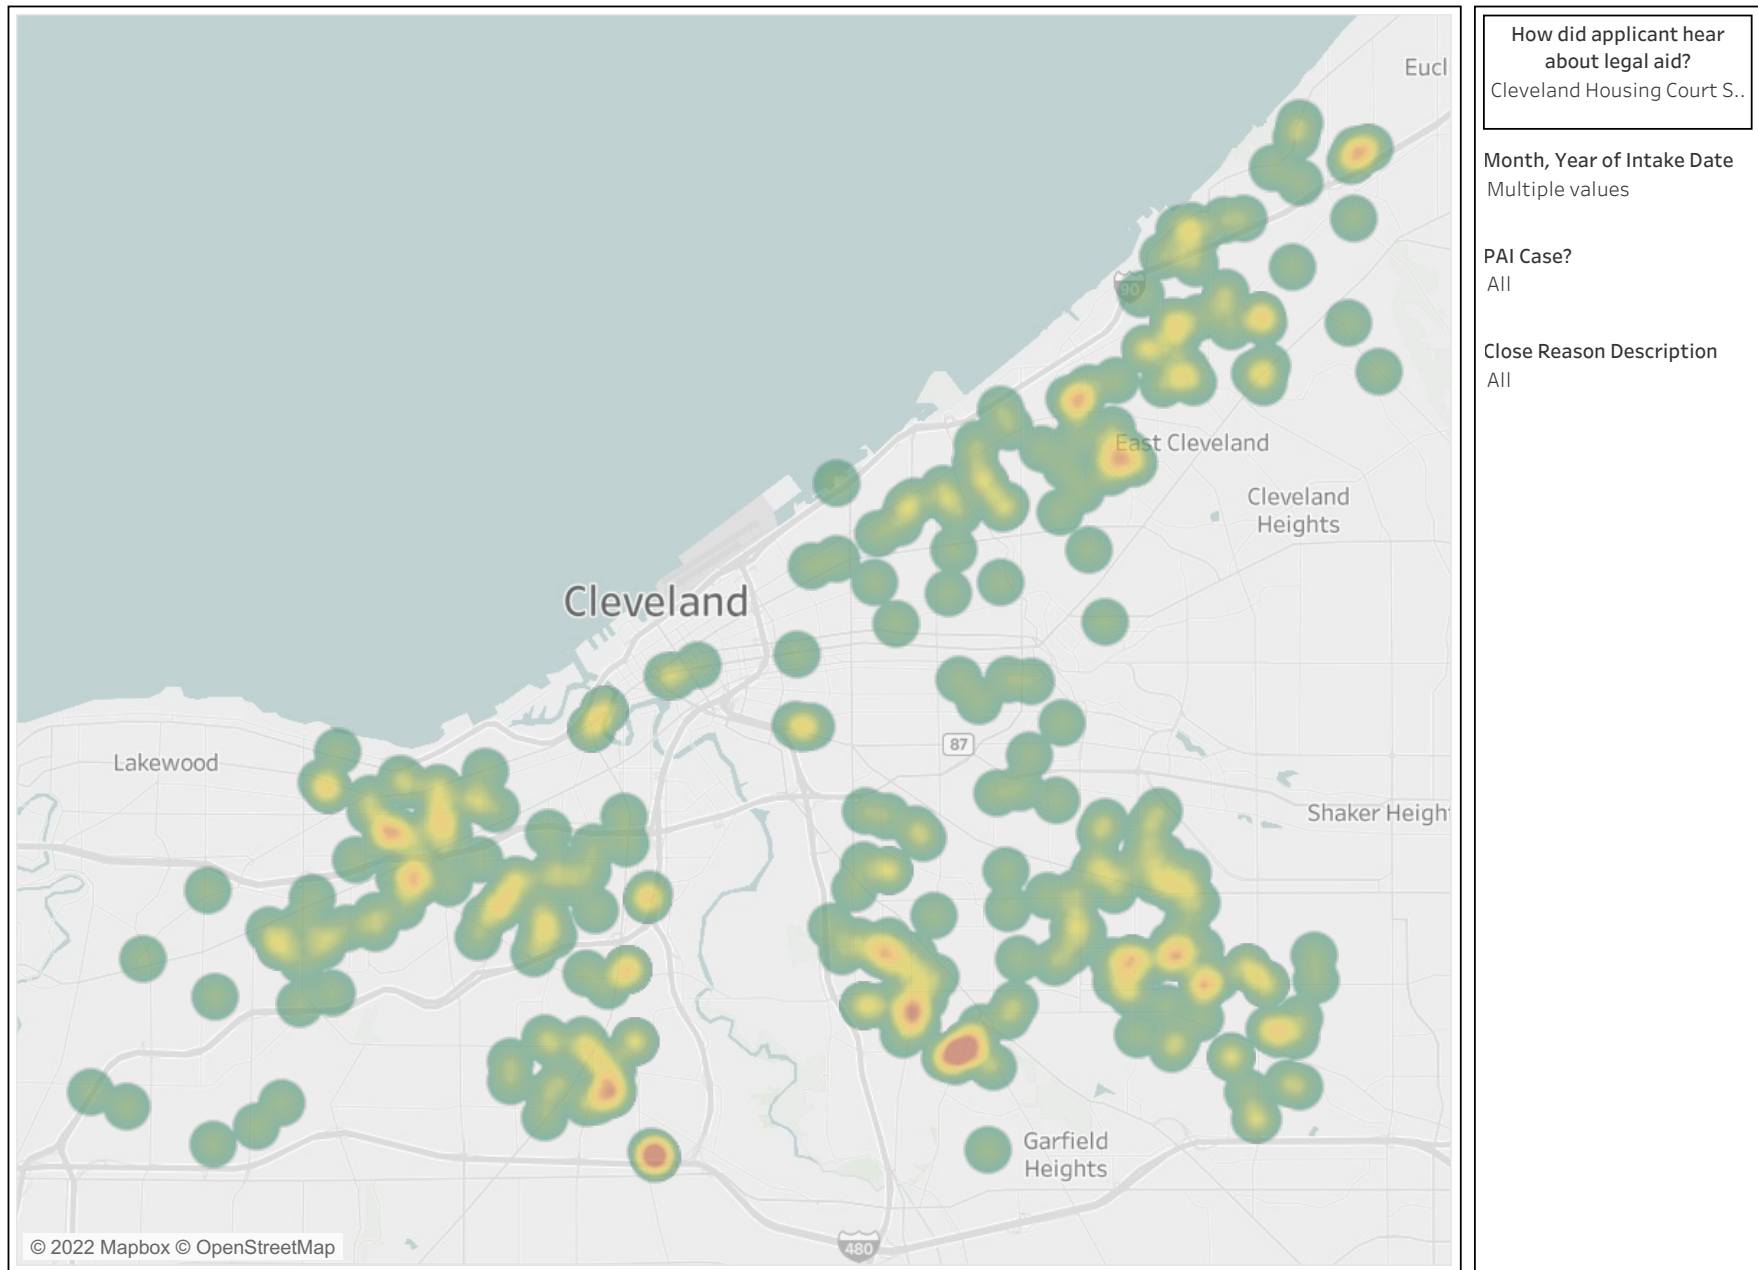 Eucl
90
East Cleveland
Cleveland
Heights
Cleveland
87
Lakewood
Shaker Heigh
Garfield
Heights
480
© 2022 Mapbox © OpenStreetMap
How did applicant hear
about legal aid?
Cleveland Housing Court S..
Month, Year of Intake Date
Multiple values
PAI Case?
All
Close Reason Description
All